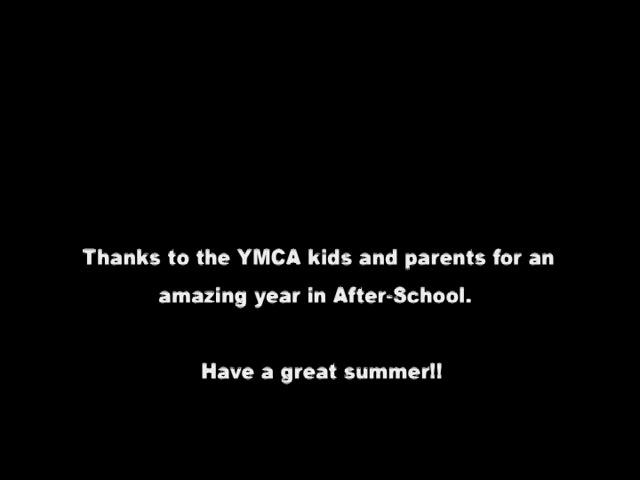 Thanks to the YMCA kids and parents for an
amazing year in After-School.
Have a great summer!!